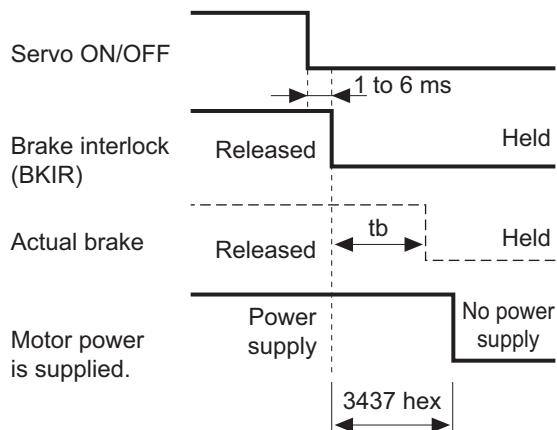 Servo ON/OFF
1 to 6 ms
Brake interlock
(BKIR)
Released
Held
Actual brake
Released
tb
Held
Motor power
is supplied.
Power
supply
No power
supply
3437 hex